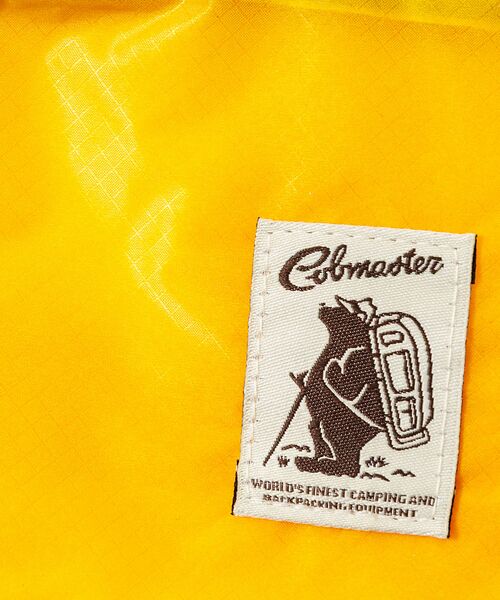 Cobmaster
WORLD'S FINEST CAMPING AND
BACKPACKING EQUIPMENT